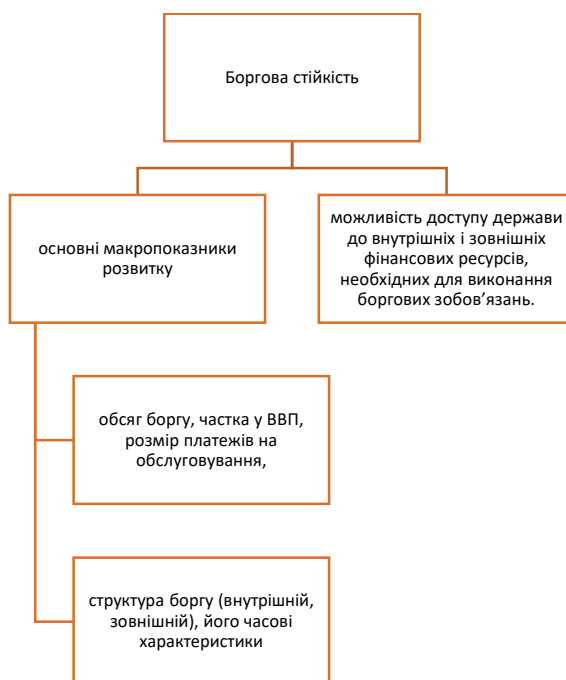 Боргова стійкість
основні макропоказники
розвитку
можливість доступу держави
до внутрішніх і зовнішніх
фінансових ресурсів,
необхідних для виконання
боргових зобов’язань.
обсяг боргу, частка у ВВП,
розмір платежів на
обслуговування,
структура боргу (внутрішній,
зовнішній), його часові
характеристики